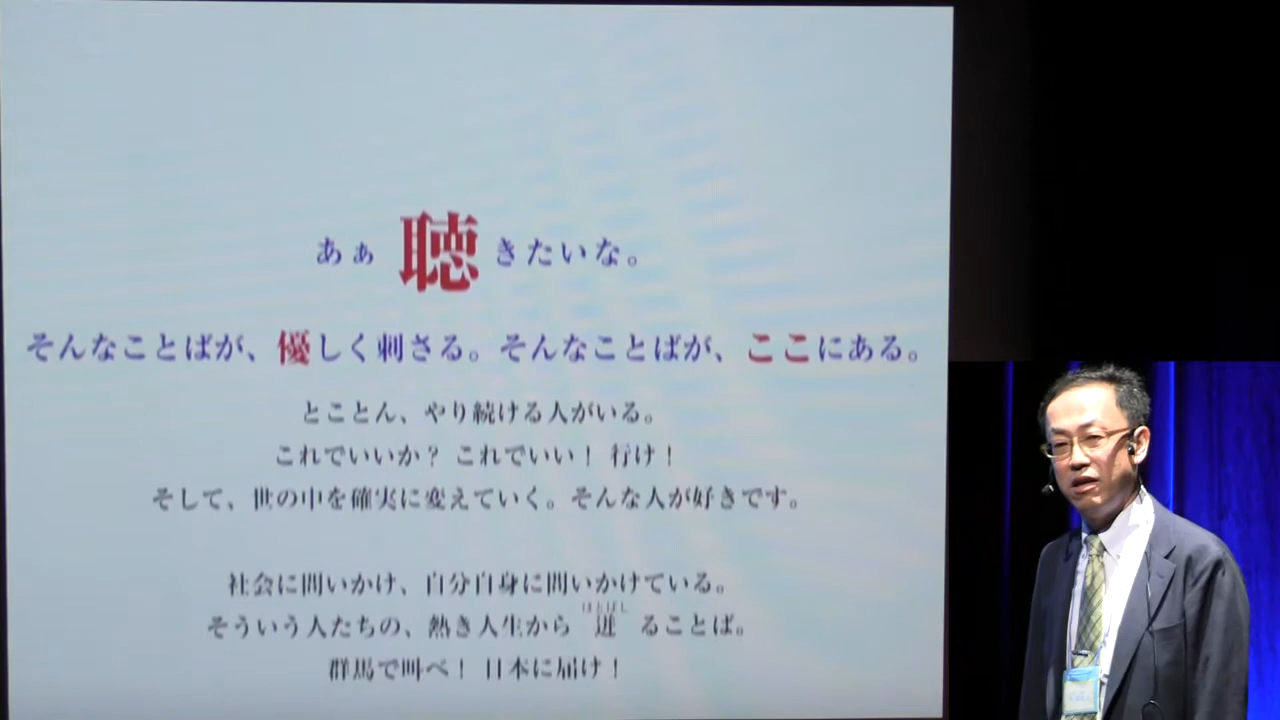 あぁ 聴 きたいな。
そんなことばが、優しく刺さる。そんなことばが、ここにある。
とことん、やり続ける人がいる。
これでいいか？ これでいい！ 行け！
そして、世の中を確実に変えていく。そんな人が好きです。
社会に問いかけ、自分自身に問いかけている。
ほとばし
そういう人たちの、熱き人生から 迸 ることば。
群馬で叫べ！ 日本に届け！